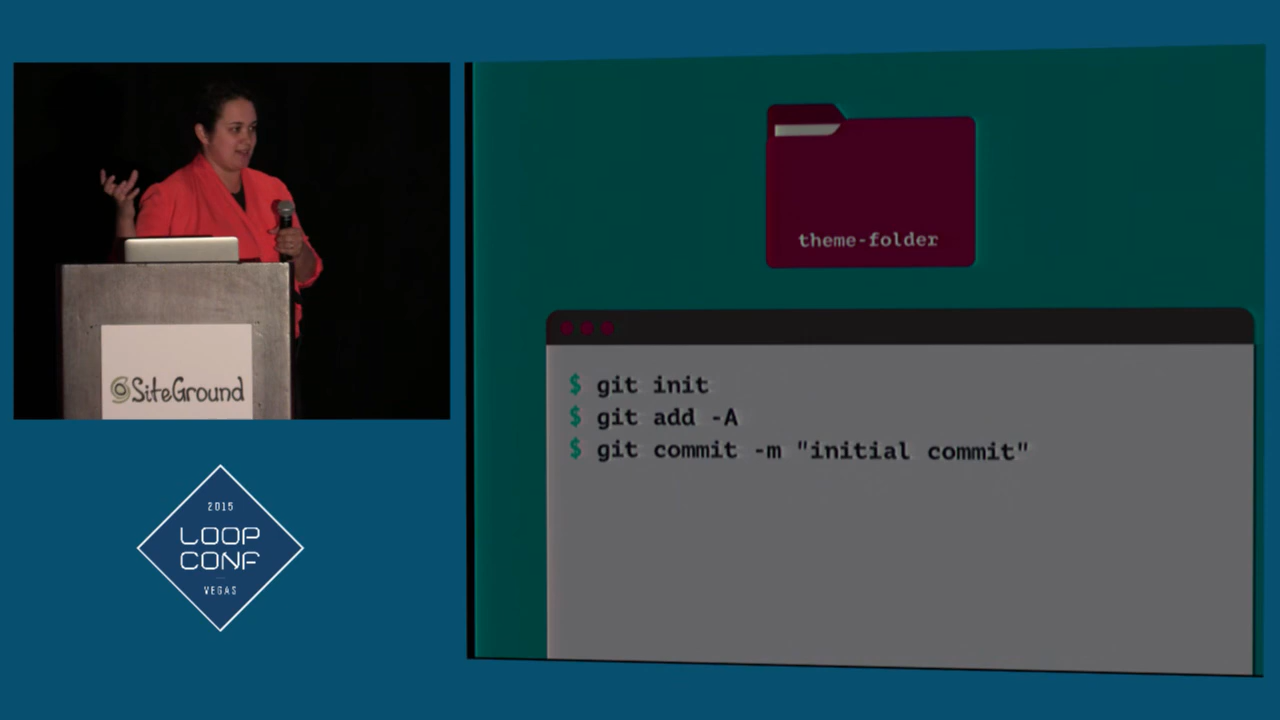 SiteGround
2015
LOOP
CONF
VEGAS
theme-folder
$ git init
$ git add -A
$ git commit -m "initial commit"